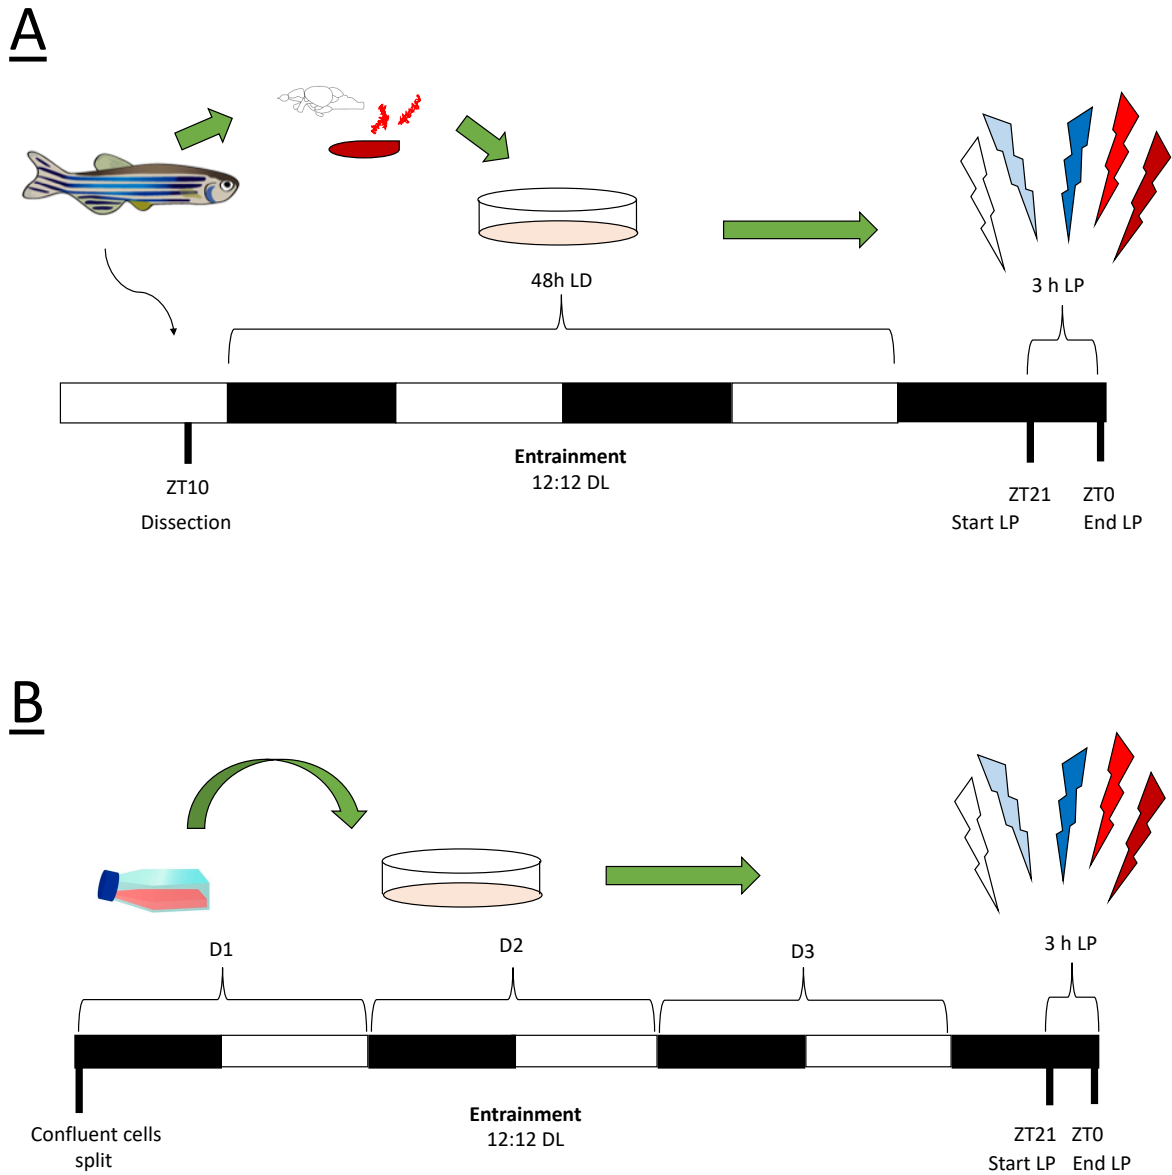 A
48h LD
3 h LP
Entrainment
12:12 DL
ZT10
Dissection
ZT21
ZT0
Start LP
End LP
B
D1
D2
D3
3 h LP
Confluent cells
split
Entrainment
12:12 DL
ZT21
ZT0
Start LP
End LP